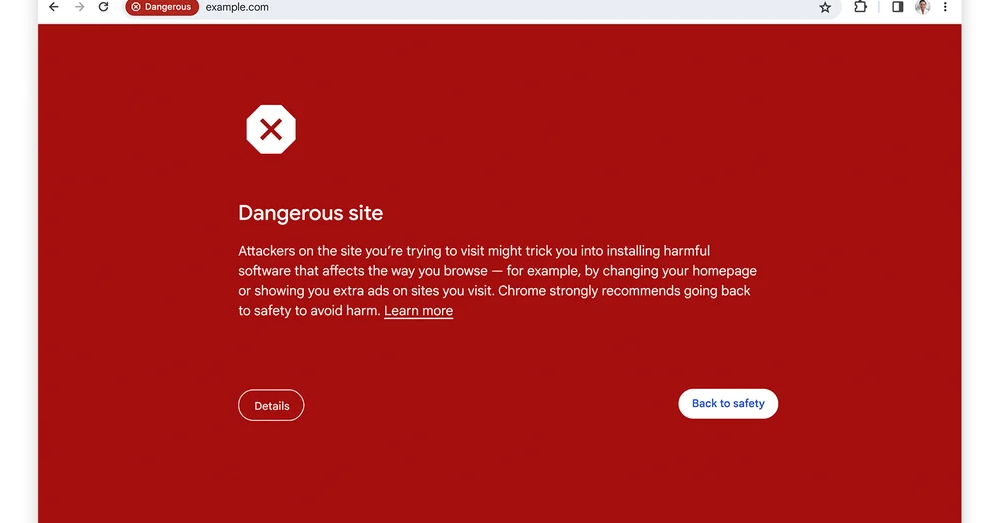 Dangerous example.com
Dangerous site
Attackers on the site you’re trying to visit might trick you into installing harmful
software that affects the way you browse — for example, by changing your homepage
or showing you extra ads on sites you visit. Chrome strongly recommends going back
to safety to avoid harm. Learn more
Details Back to safety